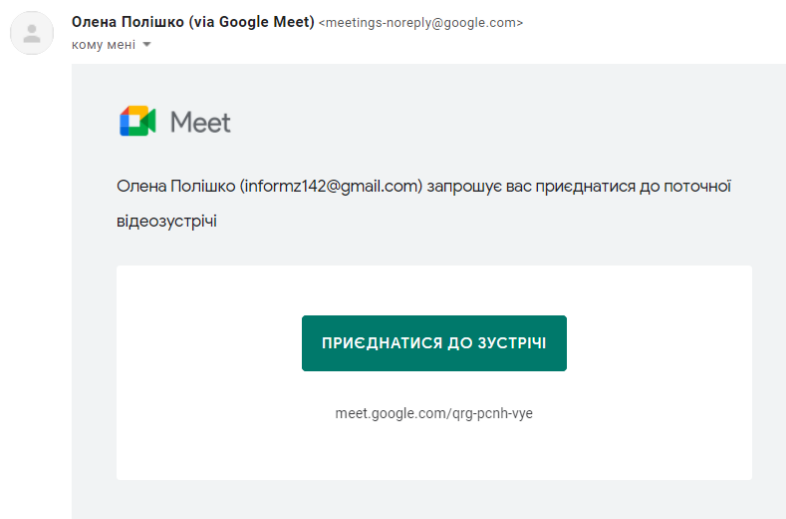 Олена Полішко (via Google Meet) <meetings-noreply@google.com>
кому мені
Meet
Олена Полішко (informz142@gmail.com) запрошує вас приєднатися до поточної
відеозустрічі
ПРИЄДНАТИСЯ ДО ЗУСТРІЧІ
meet.google.com/qrg-pcnh-vye